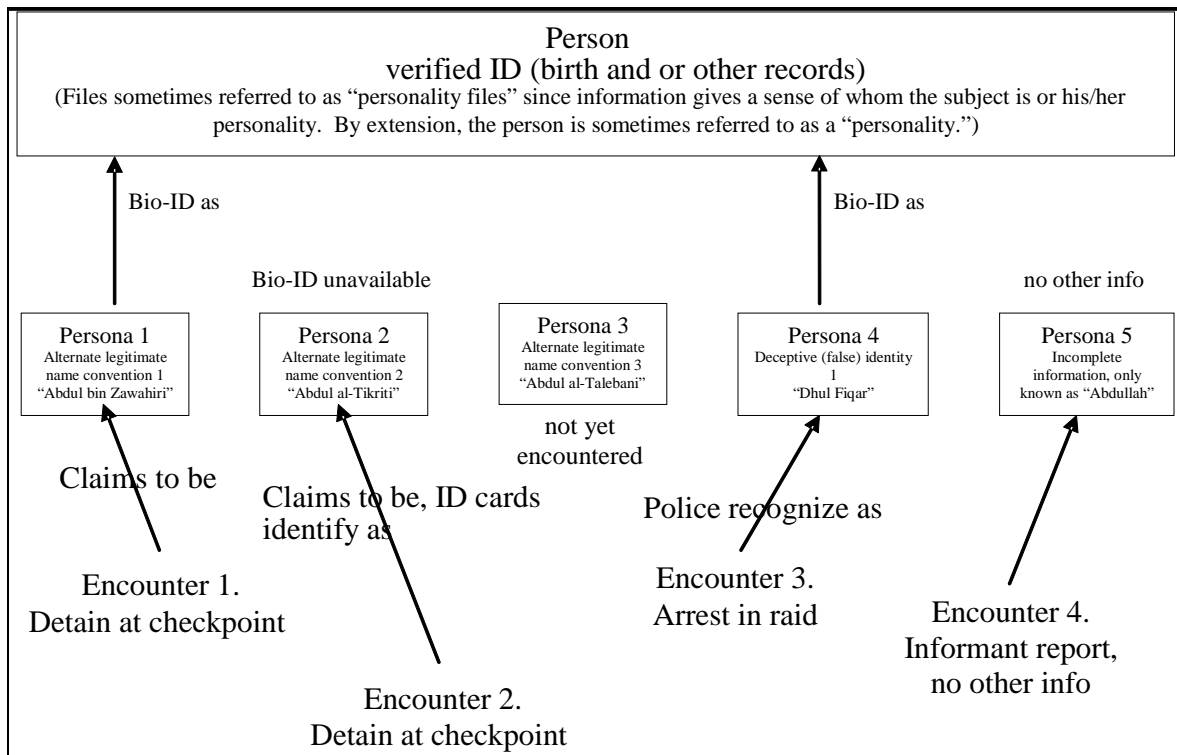 Person
verified ID (birth and or other records)
(Files sometimes referred to as “personality files” since information gives a sense of whom the subject is or his/her
personality.  By extension, the person is sometimes referred to as a “personality.”)
Bio-ID as
Bio-ID as
Bio-ID unavailable
no other info
Persona 1
Alternate legitimate
name convention 1
“Abdul bin Zawahiri”
Persona 2
Alternate legitimate
name convention 2
“Abdul al-Tikriti”
Persona 3
Alternate legitimate
name convention 3
“Abdul al-Talebani”
Persona 4
Deceptive (false) identity
1
“Dhul Fiqar”
Persona 5
Incomplete
information, only
known as “Abdullah”
not yet
encountered
Claims to be
Claims to be, ID cards
identify as
Police recognize as
Encounter 1.
Detain at checkpoint
Encounter 2.
Detain at checkpoint
Encounter 3.
Arrest in raid
Encounter 4.
Informant report,
no other info